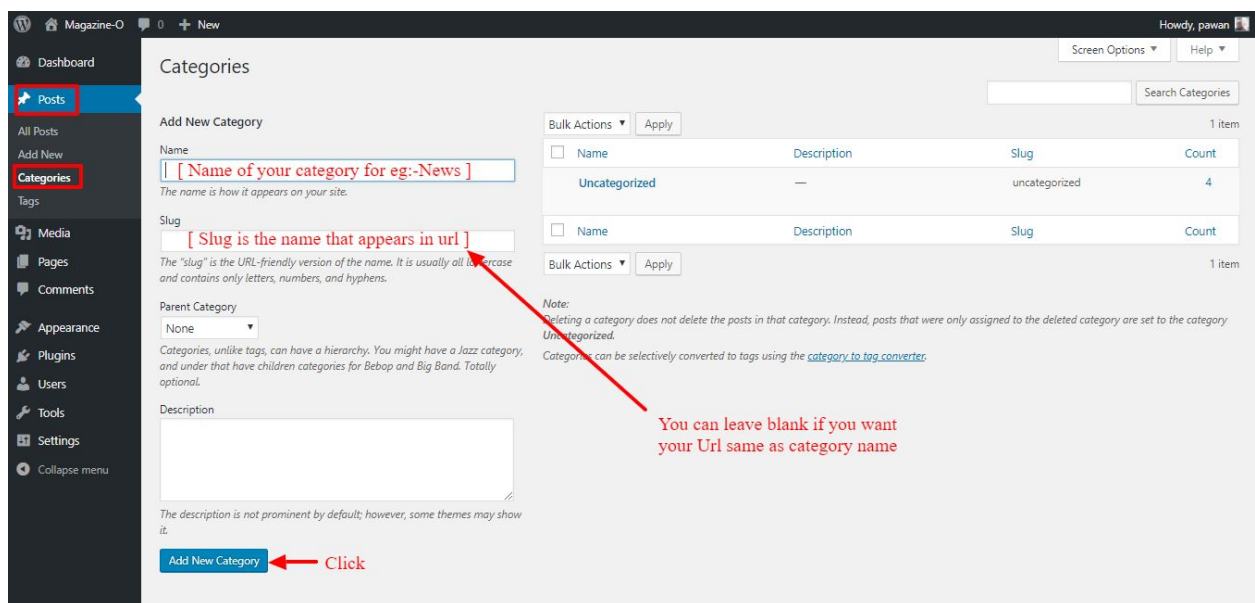 Magazine-O 0 + New Howdy, pawan
Dashboard
Posts
All Posts
Add New
Categories
Tags
Media
Pages
Comments
Appearance
Plugins
Users
Tools
Settings
Collapse menu
Screen Options ▼ Help ▼
Categories
Search Categories
Add New Category
Name
[ Name of your category for eg:-News ]
The name is how it appears on your site.
Slug
[ Slug is the name that appears in url ]
The "slug" is the URL-friendly version of the name. It is usually all lowercase
and contains only letters, numbers, and hyphens.
Parent Category
None ▼
Categories, unlike tags, can have a hierarchy. You might have a Jazz category,
and under that have children categories for Bebop and Big Band. Totally
optional.
Description
The description is not prominent by default; however, some themes may show
it.
Add New Category
Click
Bulk Actions ▼ Apply 1 item
Name Description Slug Count
Uncategorized — uncategorized 4
Name Description Slug Count
Bulk Actions ▼ Apply 1 item
Note:
Deleting a category does not delete the posts in that category. Instead, posts that were only assigned to the deleted category are set to the category
Uncategorized.
Categories can be selectively converted to tags using the category to tag converter.
You can leave blank if you want
your Url same as category name